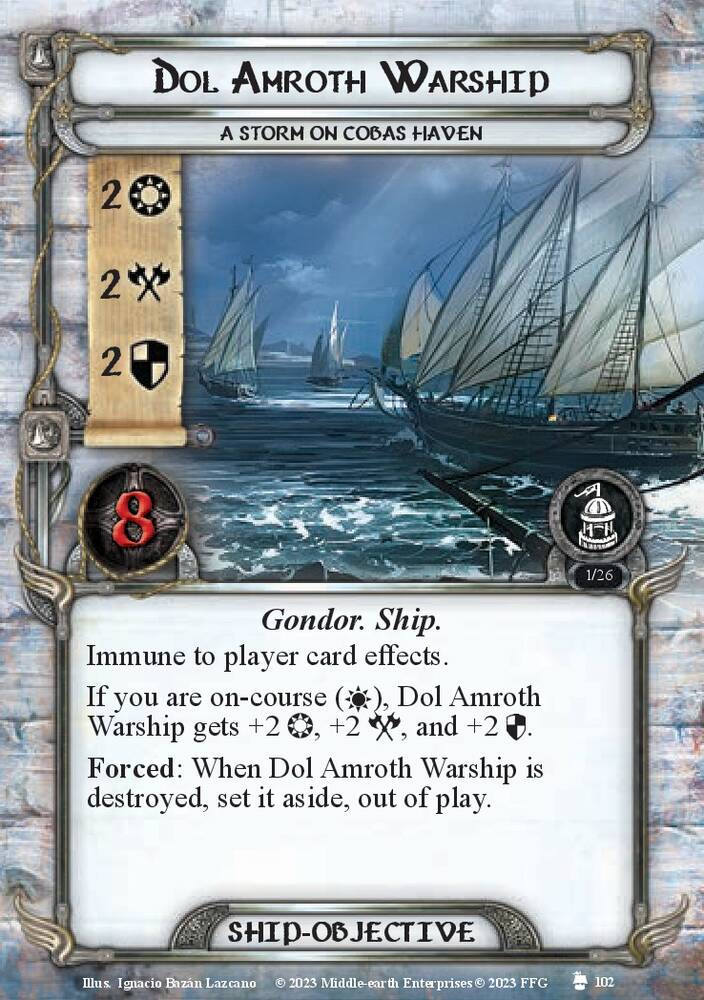 Dol Amroth Warship
A Storm on Cobas Haven
2
2
2
8
1/26
Gondor. Ship.
Immune to player card effects.
If you are on-course (), Dol Amroth
Warship gets +2 , +2 , and +2 .
Forced: When Dol Amroth Warship is
destroyed, set it aside, out of play.
Ship-Objective
Illus. Ignacio Bazán Lazcano © 2023 Middle-earth Enterprises © 2023 FFG 102